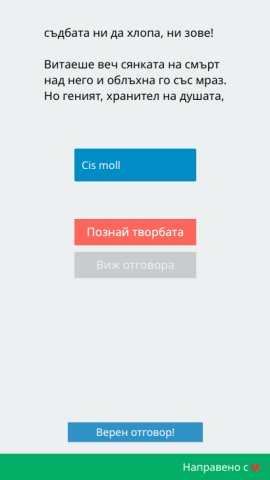 съдбата ни да хлопа, ни зове!
Витаеше веч сянката на смърт
над него и облъхна го със мраз.
Но геният, хранител на душата,
Cis moll
Познай творбата
Виж отговора
Верен отговор!
Направено с